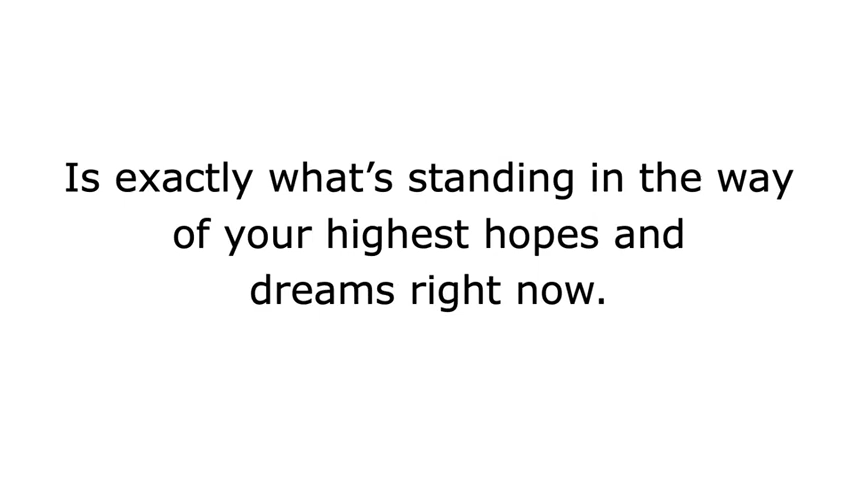 Is exactly what’s standing in the way
of your highest hopes and
dreams right now.